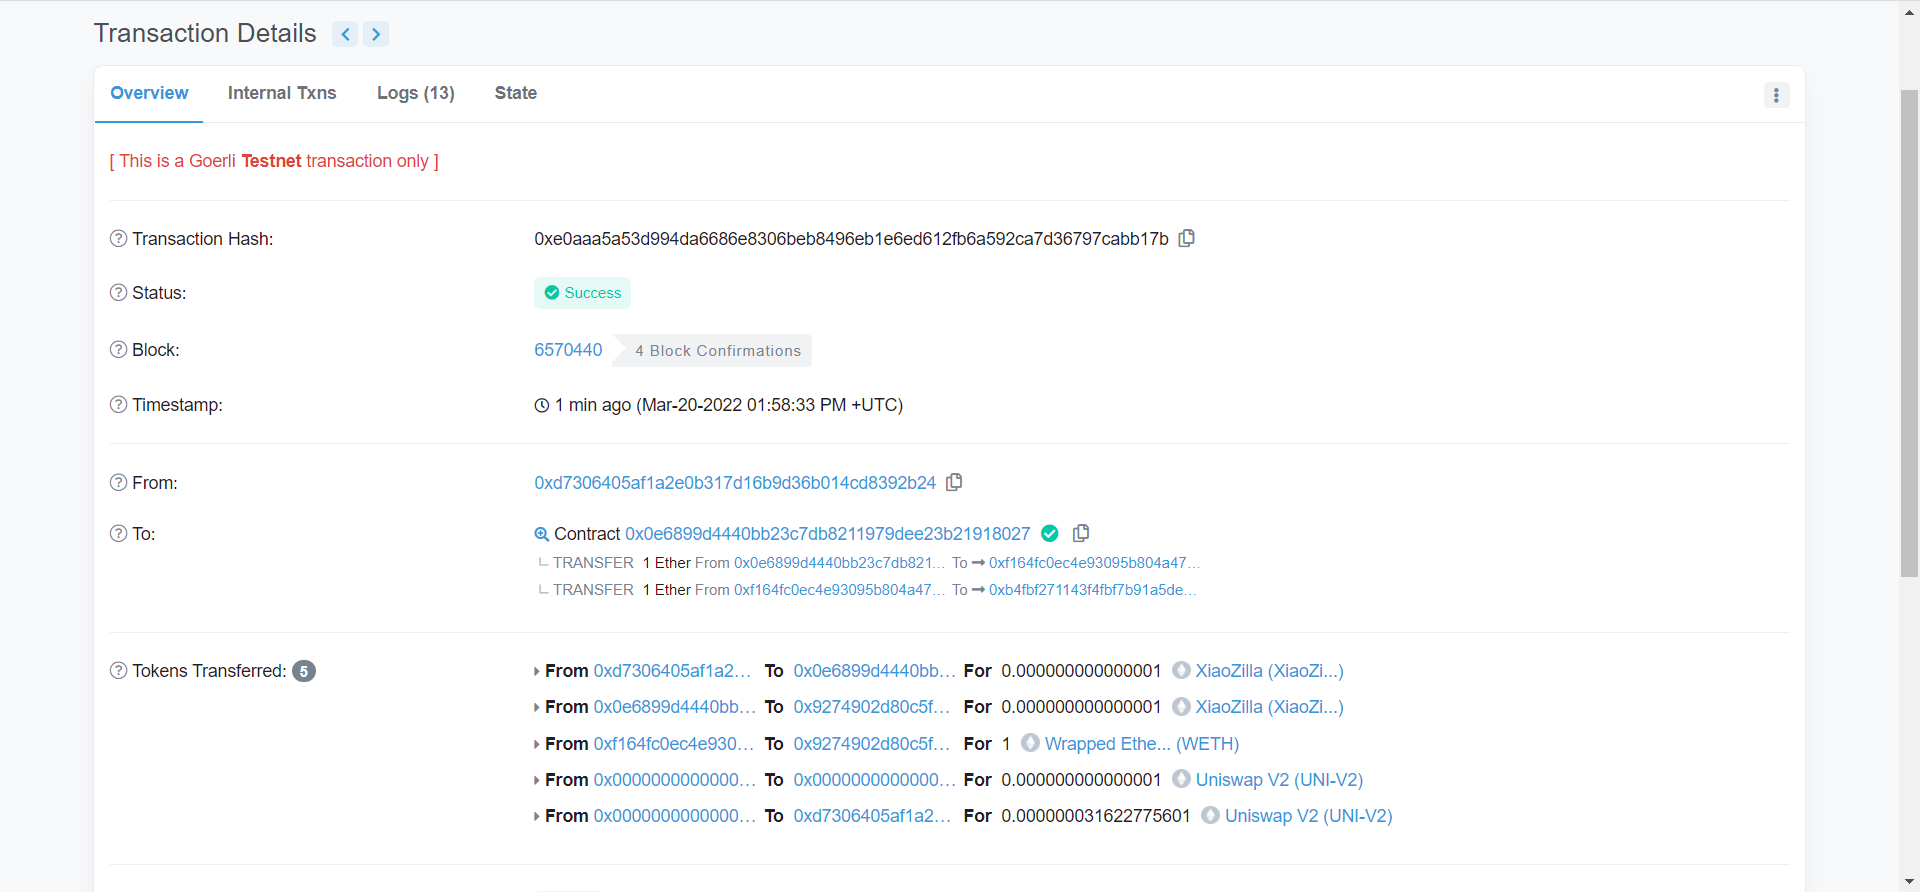 Transaction Details
Overview Internal Txns Logs (13) State
[ This is a Goerli Testnet transaction only ]
Transaction Hash: 0xe0aaa5a53d994da6686e8306beb8496eb1e6ed612fb6a592ca7d36797cabb17b
Status: Success
Block: 6570440 4 Block Confirmations
Timestamp: 1 min ago (Mar-20-2022 01:58:33 PM +UTC)
From: 0xd7306405af1a2e0b317d16b9d36b014cd8392b24
To: Contract 0x0e6899d4440bb23c7db8211979dee23b21918027
TRANSFER 1 Ether From 0x0e6899d4440bb23c7db821... To 0xf164fc0ec4e93095b804a47...
TRANSFER 1 Ether From 0xf164fc0ec4e93095b804a47... To 0xb4fbf271143f4fbf7b91a5de...
Tokens Transferred: 5 From 0xd7306405af1a2... To 0x0e6899d4440bb... For 0.000000000000001 XiaoZilla (XiaoZi...)
From 0x0e6899d4440bb... To 0x9274902d80c5f... For 0.000000000000001 XiaoZilla (XiaoZi...)
From 0xf164fc0ec4e930... To 0x9274902d80c5f... For 1 Wrapped Ethe... (WETH)
From 0x0000000000000... To 0x0000000000000... For 0.000000000000001 Uniswap V2 (UNI-V2)
From 0x0000000000000... To 0xd7306405af1a2... For 0.000000031622775601 Uniswap V2 (UNI-V2)